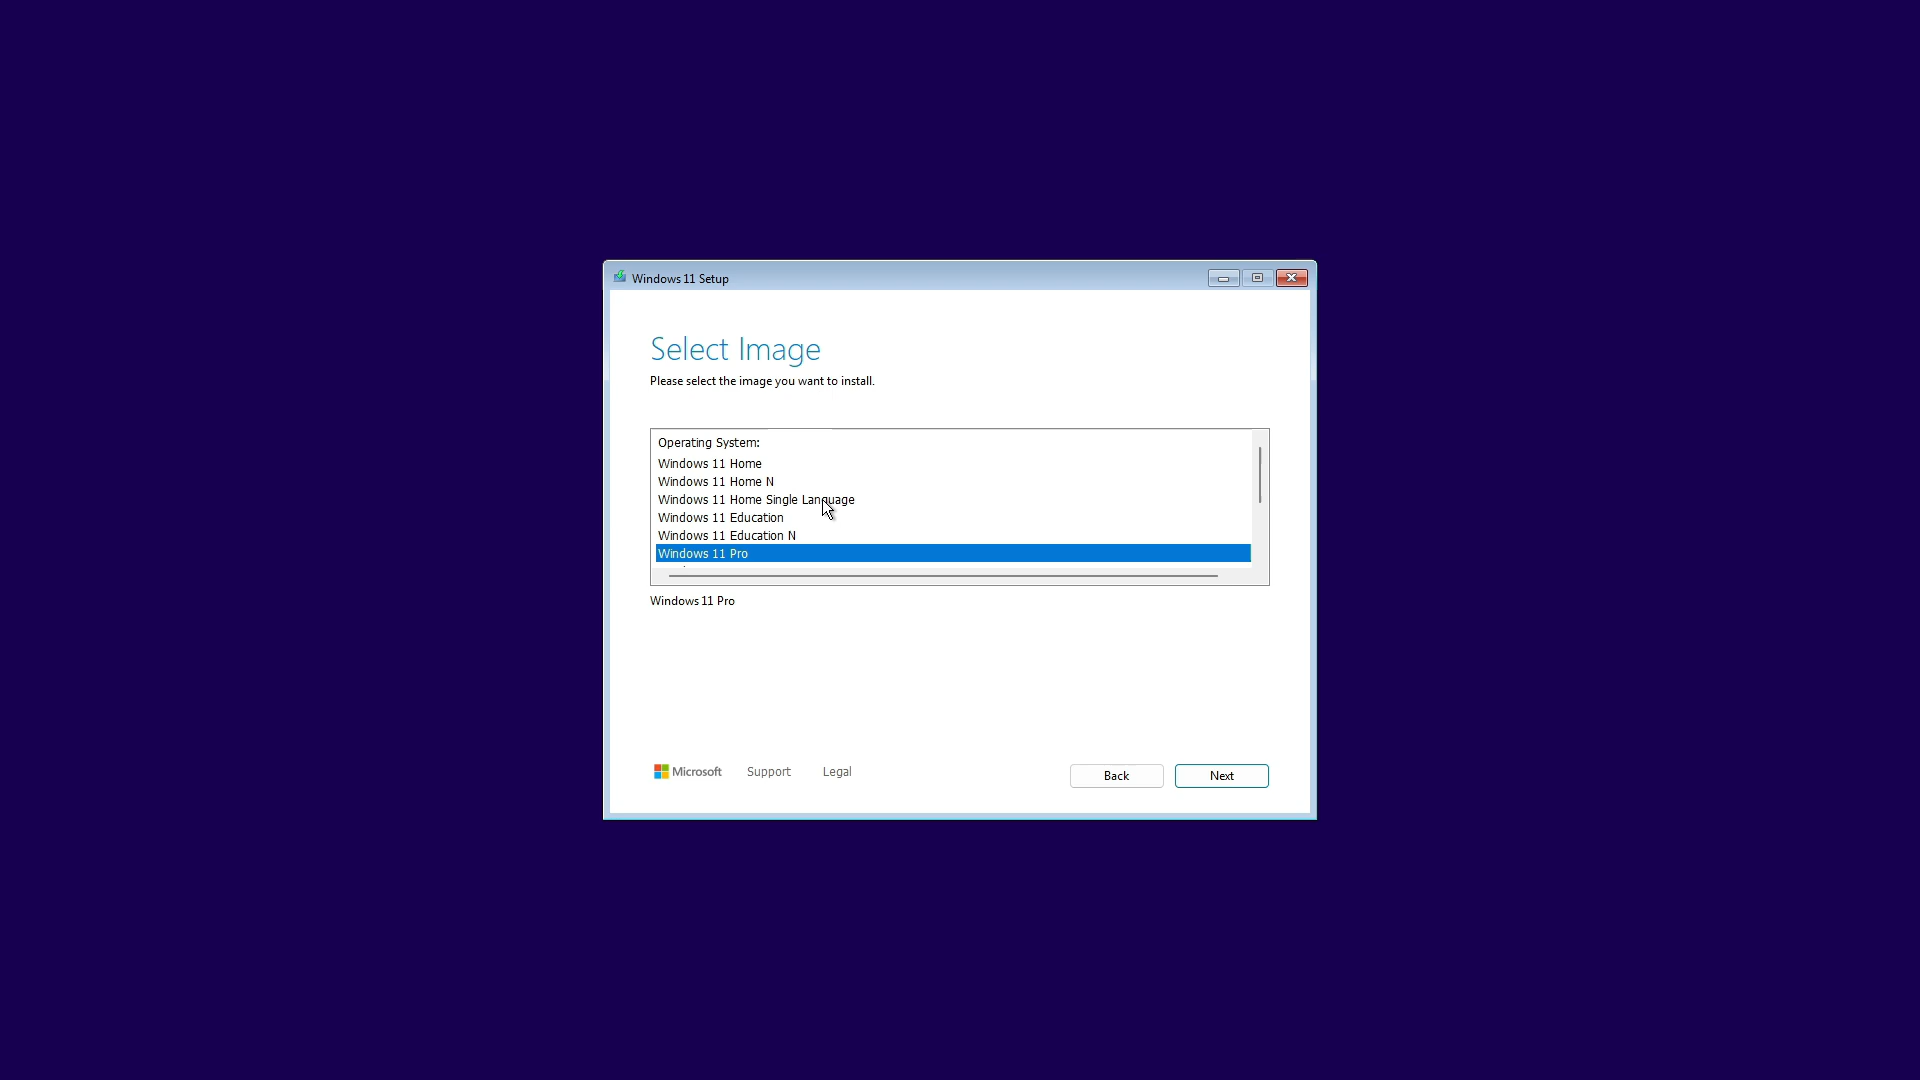 Windows 11 Setup
Select Image
Please select the image you want to install.
Operating System:
Windows 11 Home
Windows 11 Home N
Windows 11 Home Single Language
Windows 11 Education
Windows 11 Education N
Windows 11 Pro
Windows 11 Pro
Microsoft Support Legal Back Next